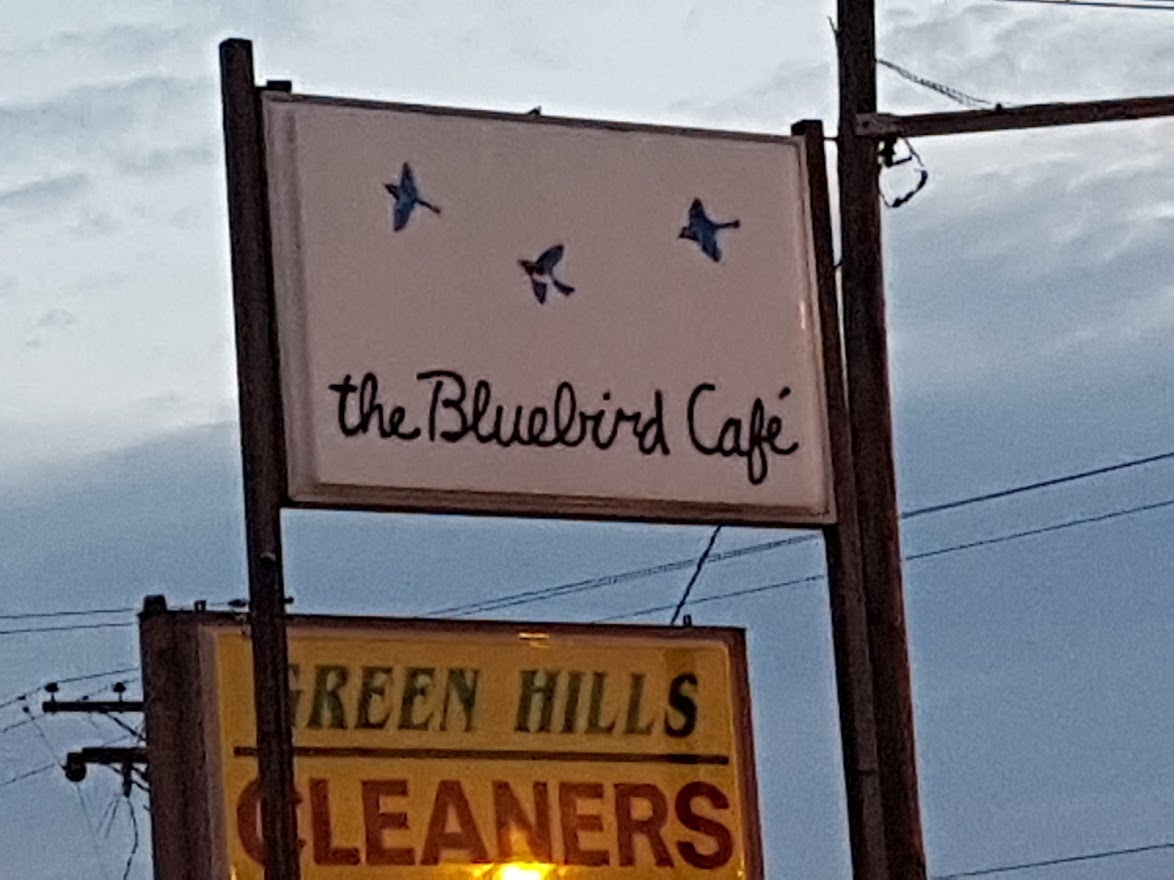 the Bluebird Café
GREEN HILLS
CLEANERS